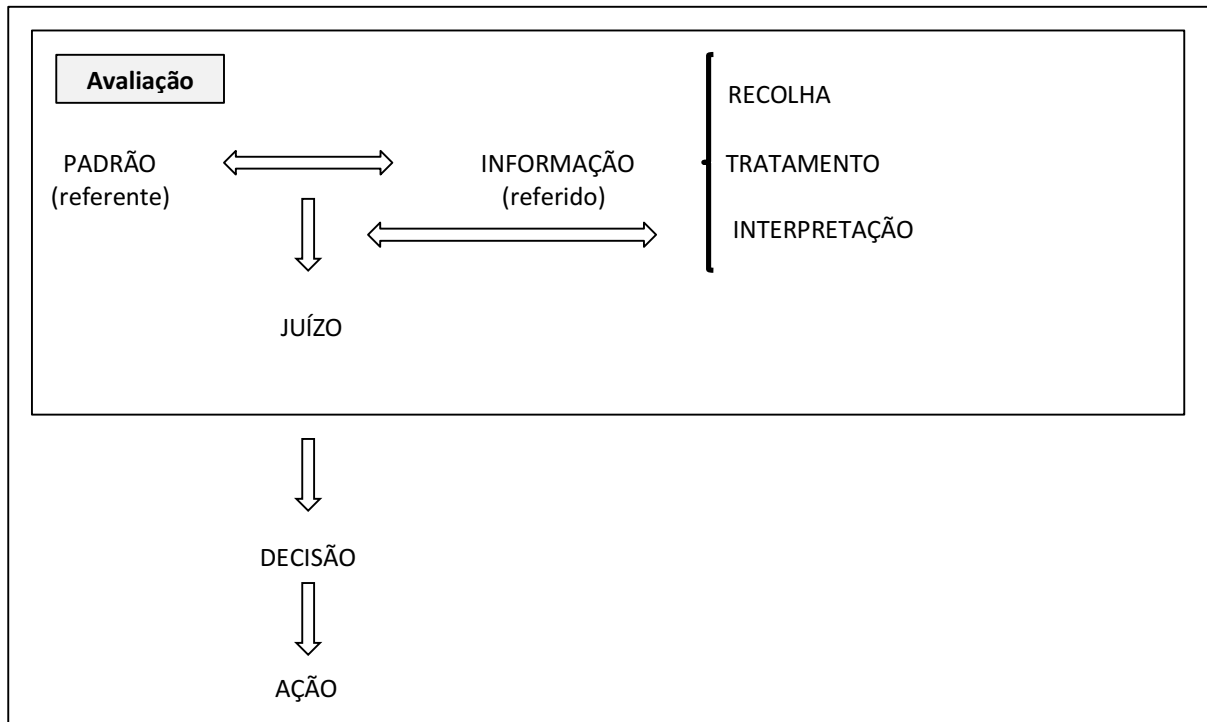 Avaliação
RECOLHA
PADRÃO
(referente)
INFORMAÇÃO
(referido)
TRATAMENTO
INTERPRETAÇÃO
JUÍZO
DECISÃO
AÇÃO